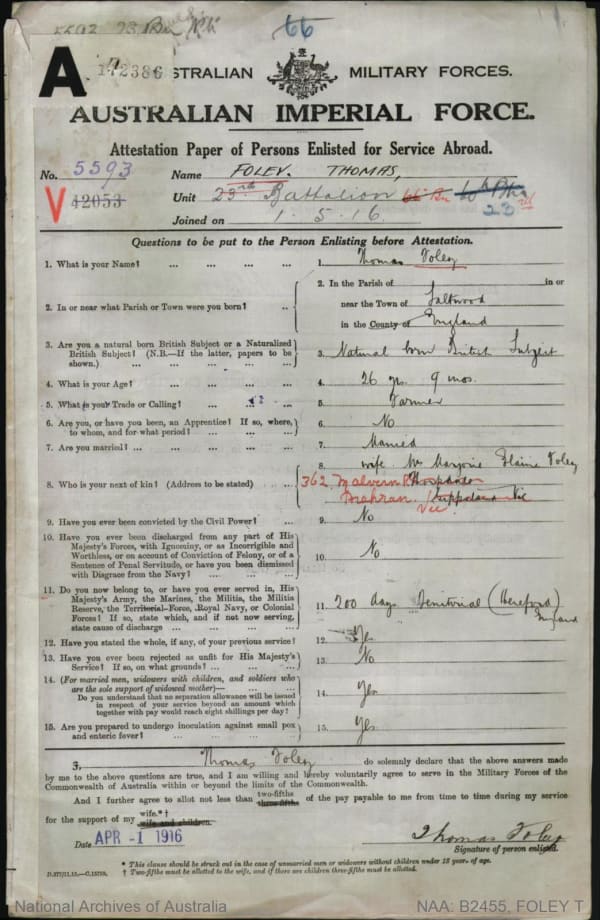 5593 23 Bn
66
A 172386 STRALIAN MILITARY FORCES.
AUSTRALIAN IMPERIAL FORCE.
Attestation Paper of Persons Enlisted for Service Abroad.
No. 5593 Name FOLEY. THOMAS,
V 42053 Unit 23rd Battalion 66 Bn 60th Bn 23rd
Joined on 1.5.16.
Questions to be put to the Person Enlisting before Attestation.
1. What is your Name? ... ... ... ... 1. Thomas Foley
2. In or near what Parish or Town were you born? ... 2. In the Parish of in or
near the Town of Saltwood
in the County of England
3. Are you a natural born British Subject or a Naturalized
British Subject? (N.B.—If the latter, papers to be
shown.) ... ... ... ... 3. Natural born British Subject
4. What is your Age? ... ... ... ... 4. 26 yrs. 9 mos.
5. What is your Trade or Calling? ... ... 5. Farmer
6. Are you, or have you been, an Apprentice? If so, where,
to whom, and for what period? ... ... ... 6. No
7. Are you married? ... ... ... ... 7. Married
8. Who is your next of kin? (Address to be stated) ... 8. wife Mrs Marjorie Elaine Foley
362 Malvern Rd
Prahran Vic
9. Have you ever been convicted by the Civil Power? ... 9. No
10. Have you ever been discharged from any part of His
Majesty's Forces, with Ignominy, or as Incorrigible and
Worthless, or on account of Conviction of Felony, or of a
Sentence of Penal Servitude, or have you been dismissed
with Disgrace from the Navy? ... ... ... 10. No
11. Do you now belong to, or have you ever served in, His
Majesty's Army, the Marines, the Militia, the Militia
Reserve, the Territorial Force, Royal Navy, or Colonial
Forces? If so, state which, and if not now serving,
state cause of discharge ... ... ... 11. 200 days Territorial (Hereford) England
12. Have you stated the whole, if any, of your previous service? 12. Yes
13. Have you ever been rejected as unfit for His Majesty's
Service? If so, on what grounds? ... ... ... 13. No
14. (For married men, widowers with children, and soldiers who
are the sole support of widowed mother)— ... ...
Do you understand that no separation allowance will be issued
in respect of your service beyond an amount which
together with pay would reach eight shillings per day? 14. Yes
15. Are you prepared to undergo inoculation against small pox
and enteric fever? ... ... ... ... 15. Yes
I, Thomas Foley do solemnly declare that the above answers made
by me to the above questions are true, and I am willing and hereby voluntarily agree to serve in the Military Forces of the
Commonwealth of Australia within or beyond the limits of the Commonwealth.
And I further agree to allot not less than two-fifths three-fifths of the pay payable to me from time to time during my service
for the support of my wife.*† wife and children.
Date APR -1 1916 Thomas Foley
Signature of person enlisted.
* This clause should be struck out in the case of unmarried men or widowers without children under 18 years of age.
† Two-fifths must be allotted to the wife, and if there are children three-fifths must be allotted.
National Archives of Australia NAA: B2455, FOLEY T